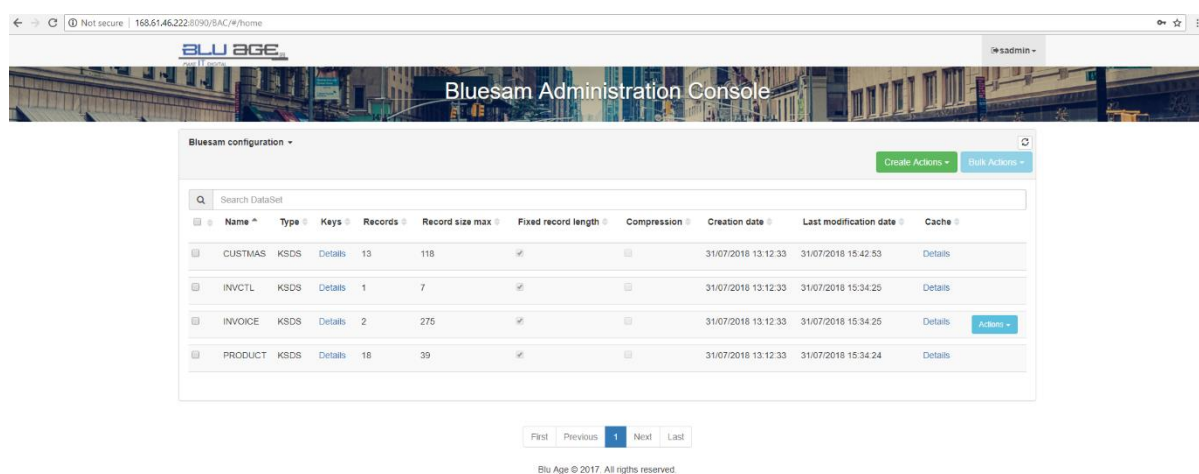 Not secure | 168.61.46.222:8090/BAC/#/home
BLU AGE
sadmin
Bluesam Administration Console
Bluesam configuration
Create Actions
Bulk Actions
Search DataSet
Name Type Keys Records Record size max Fixed record length Compression Creation date Last modification date Cache
CUSTMAS KSDS Details 13 118 31/07/2018 13:12:33 31/07/2018 15:42:53 Details
INVCTL KSDS Details 1 7 31/07/2018 13:12:33 31/07/2018 15:34:25 Details
INVOICE KSDS Details 2 275 31/07/2018 13:12:33 31/07/2018 15:34:25 Details Actions
PRODUCT KSDS Details 18 39 31/07/2018 13:12:33 31/07/2018 15:34:24 Details
First Previous 1 Next Last
Blu Age © 2017. All rigths reserved.